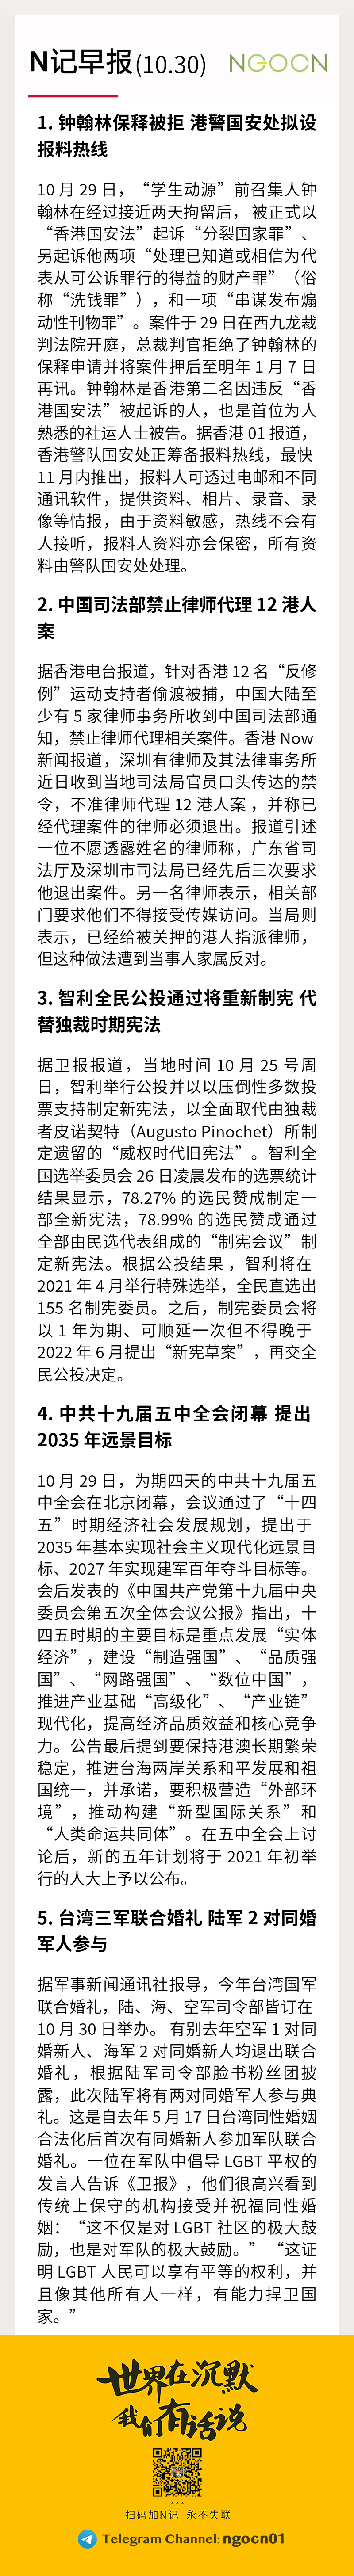 N记早报(10.30)
NGOCN
1. 钟翰林保释被拒 港警国安处拟设
报料热线
10 月 29 日，“学生动源”前召集人钟
翰林在经过接近两天拘留后， 被正式以
“香港国安法”起诉“分裂国家罪”、
另起诉他两项“处理已知道或相信为代
表从可公诉罪行的得益的财产罪”（俗
称“洗钱罪”），和一项“串谋发布煽
动性刊物罪”。案件于 29 日在西九龙裁
判法院开庭，总裁判官拒绝了钟翰林的
保释申请并将案件押后至明年 1 月 7 日
再讯。钟翰林是香港第二名因违反“香
港国安法”被起诉的人，也是首位为人
熟悉的社运人士被告。据香港 01 报道，
香港警队国安处正筹备报料热线，最快
11 月内推出，报料人可透过电邮和不同
通讯软件，提供资料、相片、录音、录
像等情报，由于资料敏感，热线不会有
人接听，报料人资料亦会保密，所有资
料由警队国安处处理。
2. 中国司法部禁止律师代理 12 港人
案
据香港电台报道，针对香港 12 名“反修
例”运动支持者偷渡被捕，中国大陆至
少有 5 家律师事务所收到中国司法部通
知，禁止律师代理相关案件。香港 Now
新闻报道，深圳有律师及其法律事务所
近日收到当地司法局官员口头传达的禁
令，不准律师代理 12 港人案 ，并称已
经代理案件的律师必须退出。报道引述
一位不愿透露姓名的律师称，广东省司
法厅及深圳市司法局已经先后三次要求
他退出案件。另一名律师表示，相关部
门要求他们不得接受传媒访问。当局则
表示，已经给被关押的港人指派律师，
但这种做法遭到当事人家属反对。
3. 智利全民公投通过将重新制宪 代
替独裁时期宪法
据卫报报道，当地时间 10 月 25 号周
日，智利举行公投并以以压倒性多数投
票支持制定新宪法，以全面取代由独裁
者皮诺契特（Augusto Pinochet）所制
定遗留的“威权时代旧宪法”。智利全
国选举委员会 26 日凌晨发布的选票统计
结果显示，78.27% 的选民赞成制定一
部全新宪法，78.99% 的选民赞成通过
全部由民选代表组成的“制宪会议”制
定新宪法。根据公投结果 ，智利将在
2021 年 4 月举行特殊选举，全民直选出
155 名制宪委员。之后，制宪委员会将
以 1 年为期、可顺延一次但不得晚于
2022 年 6 月提出“新宪草案”，再交全
民公投决定。
4. 中共十九届五中全会闭幕 提出
2035 年远景目标
10 月 29 日，为期四天的中共十九届五
中全会在北京闭幕，会议通过了“十四
五”时期经济社会发展规划，提出于
2035 年基本实现社会主义现代化远景目
标、2027 年实现建军百年夺斗目标等。
会后发表的《中国共产党第十九届中央
委员会第五次全体会议公报》指出，十
四五时期的主要目标是重点发展“实体
经济”，建设“制造强国”、“品质强
国”、“网路强国”、“数位中国”，
推进产业基础“高级化”、“产业链”
现代化，提高经济品质效益和核心竞争
力。公告最后提到要保持港澳长期繁荣
稳定，推进台海两岸关系和平发展和祖
国统一，并承诺，要积极营造“外部环
境”，推动构建“新型国际关系”和
“人类命运共同体”。在五中全会上讨
论后，新的五年计划将于 2021 年初举
行的人大上予以公布。
5. 台湾三军联合婚礼 陆军 2 对同婚
军人参与
据军事新闻通讯社报导，今年台湾国军
联合婚礼，陆、海、空军司令部皆订在
10 月 30 日举办。 有别去年空军 1 对同
婚新人、海军 2 对同婚新人均退出联合
婚礼，根据陆军司令部脸书粉丝团披
露，此次陆军将有两对同婚军人参与典
礼。这是自去年 5 月 17 日台湾同性婚姻
合法化后首次有同婚新人参加军队联合
婚礼。一位在军队中倡导 LGBT 平权的
发言人告诉《卫报》，他们很高兴看到
传统上保守的机构接受并祝福同性婚
姻：“这不仅是对 LGBT 社区的极大鼓
励，也是对军队的极大鼓励。”“这证
明 LGBT 人民可以享有平等的权利，并
且像其他所有人一样，有能力捍卫国
家。”
世界在沉默
我们有话说
扫码加N记 永不失联
Telegram Channel: ngocn01